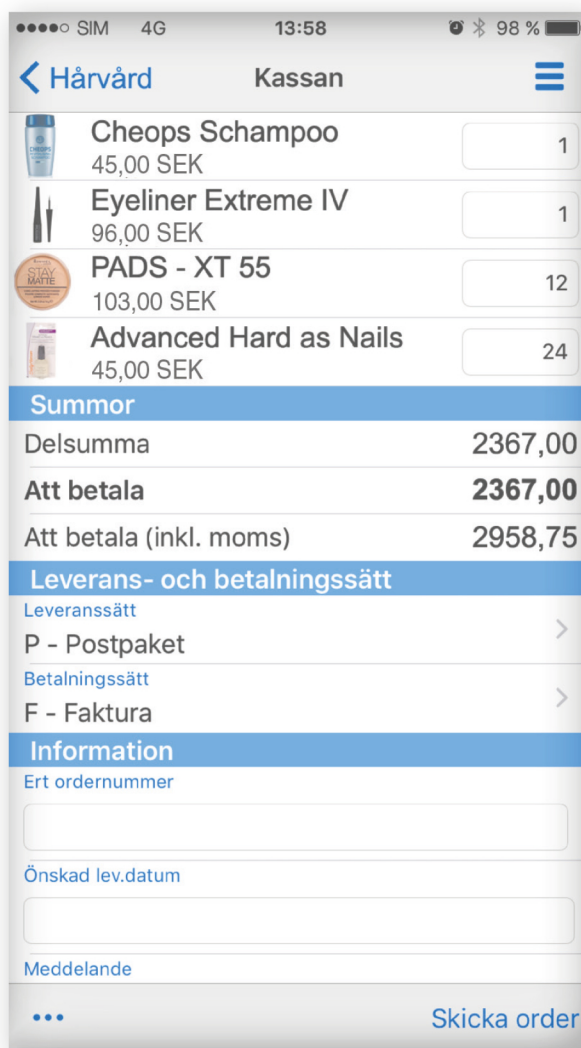 SIM 4G 13:58 98 %
Hårvård Kassan
CHEOPS
Cheops Schampoo
45,00 SEK
1
Eyeliner Extreme IV
96,00 SEK
1
STAY
MATTE
PADS - XT 55
103,00 SEK
12
Advanced Hard as Nails
45,00 SEK
24
Summor
Delsumma 2367,00
Att betala 2367,00
Att betala (inkl. moms) 2958,75
Leverans- och betalningssätt
Leveranssätt
P - Postpaket
Betalningssätt
F - Faktura
Information
Ert ordernummer
Önskad lev.datum
Meddelande
Skicka order